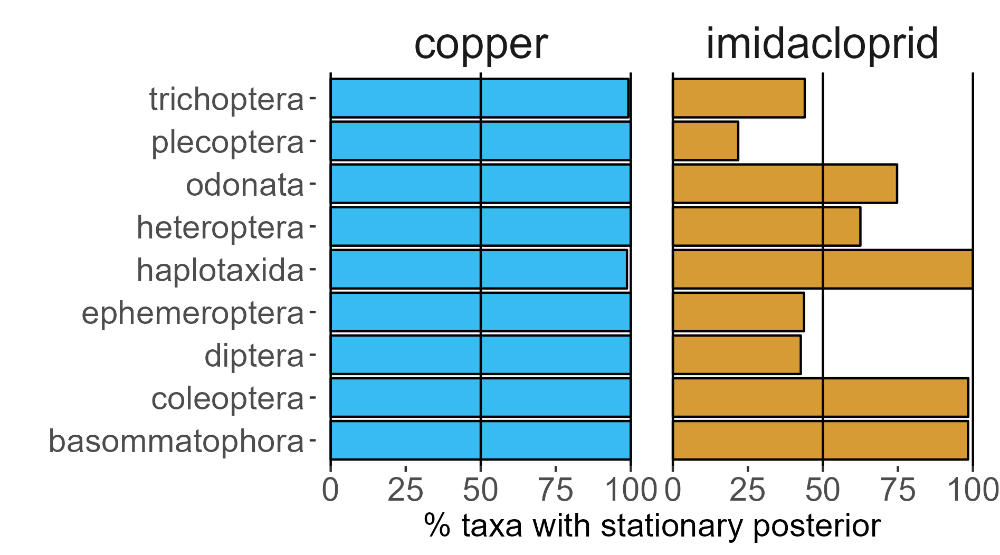 copper imidacloprid
trichoptera
plecoptera
odonata
heteroptera
haplotaxida
ephemeroptera
diptera
coleoptera
basommatophora
0 25 50 75 100 0 25 50 75 100
% taxa with stationary posterior